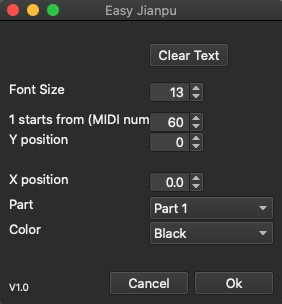 Easy Jianpu
Clear Text
Font Size 13
1 starts from (MIDI num 60
Y position 0
X position 0.0
Part Part 1
Color Black
V1.0 Cancel Ok